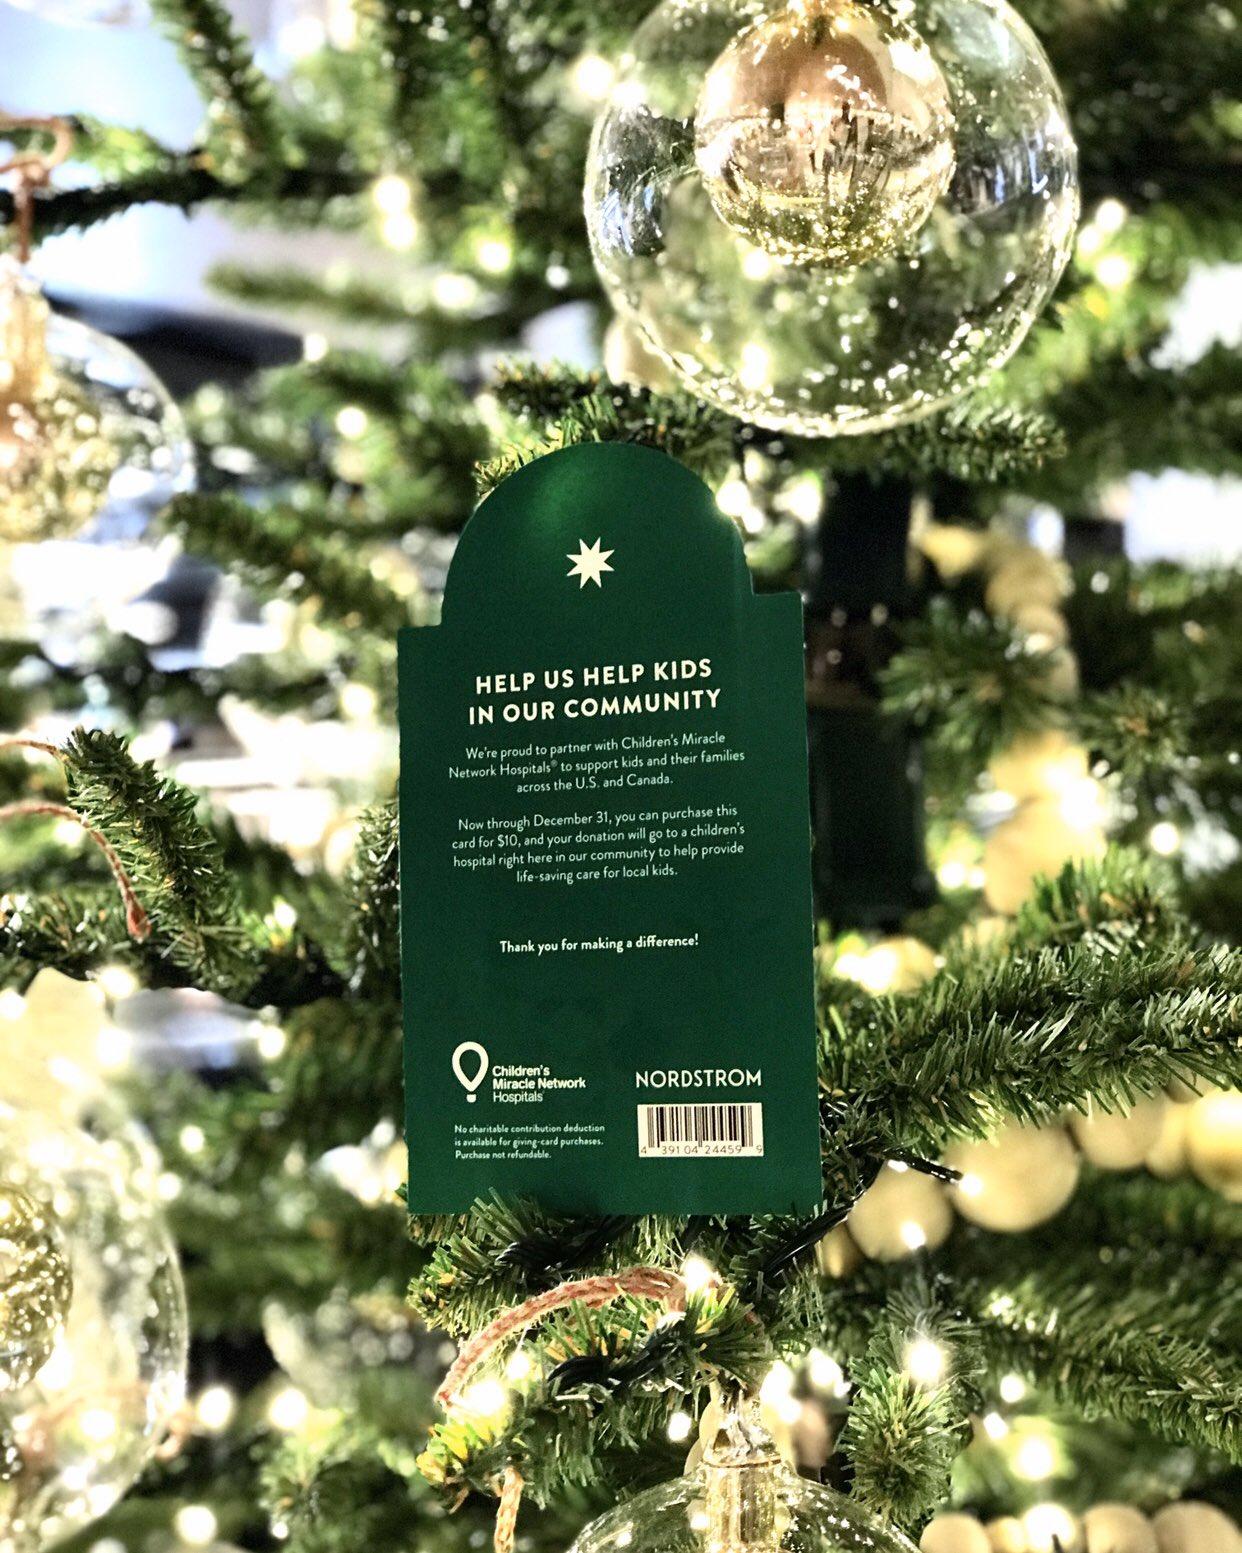 HELP US HELP KIDS
IN OUR COMMUNITY
We're proud to partner with Children's Miracle
Network Hospitals® to support kids and their families
across the U.S. and Canada.
Now through December 31, you can purchase this
card for $10, and your donation will go to a children's
hospital right here in our community to help provide
life-saving care for local kids.
Thank you for making a difference!
Children's
Miracle Network
Hospitals
No charitable contribution deduction
is available for giving-card purchases.
Purchase not refundable.
NORDSTROM
4 39104 24459 9